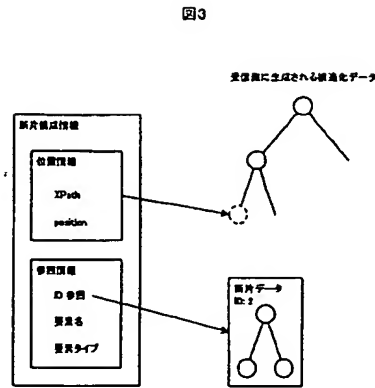 図3
受信側に生成される構造化データ
断片構成情報
位置情報
XPath
position
参照情報
ID 参照
要素名
要素タイプ
断片データ
ID: 2